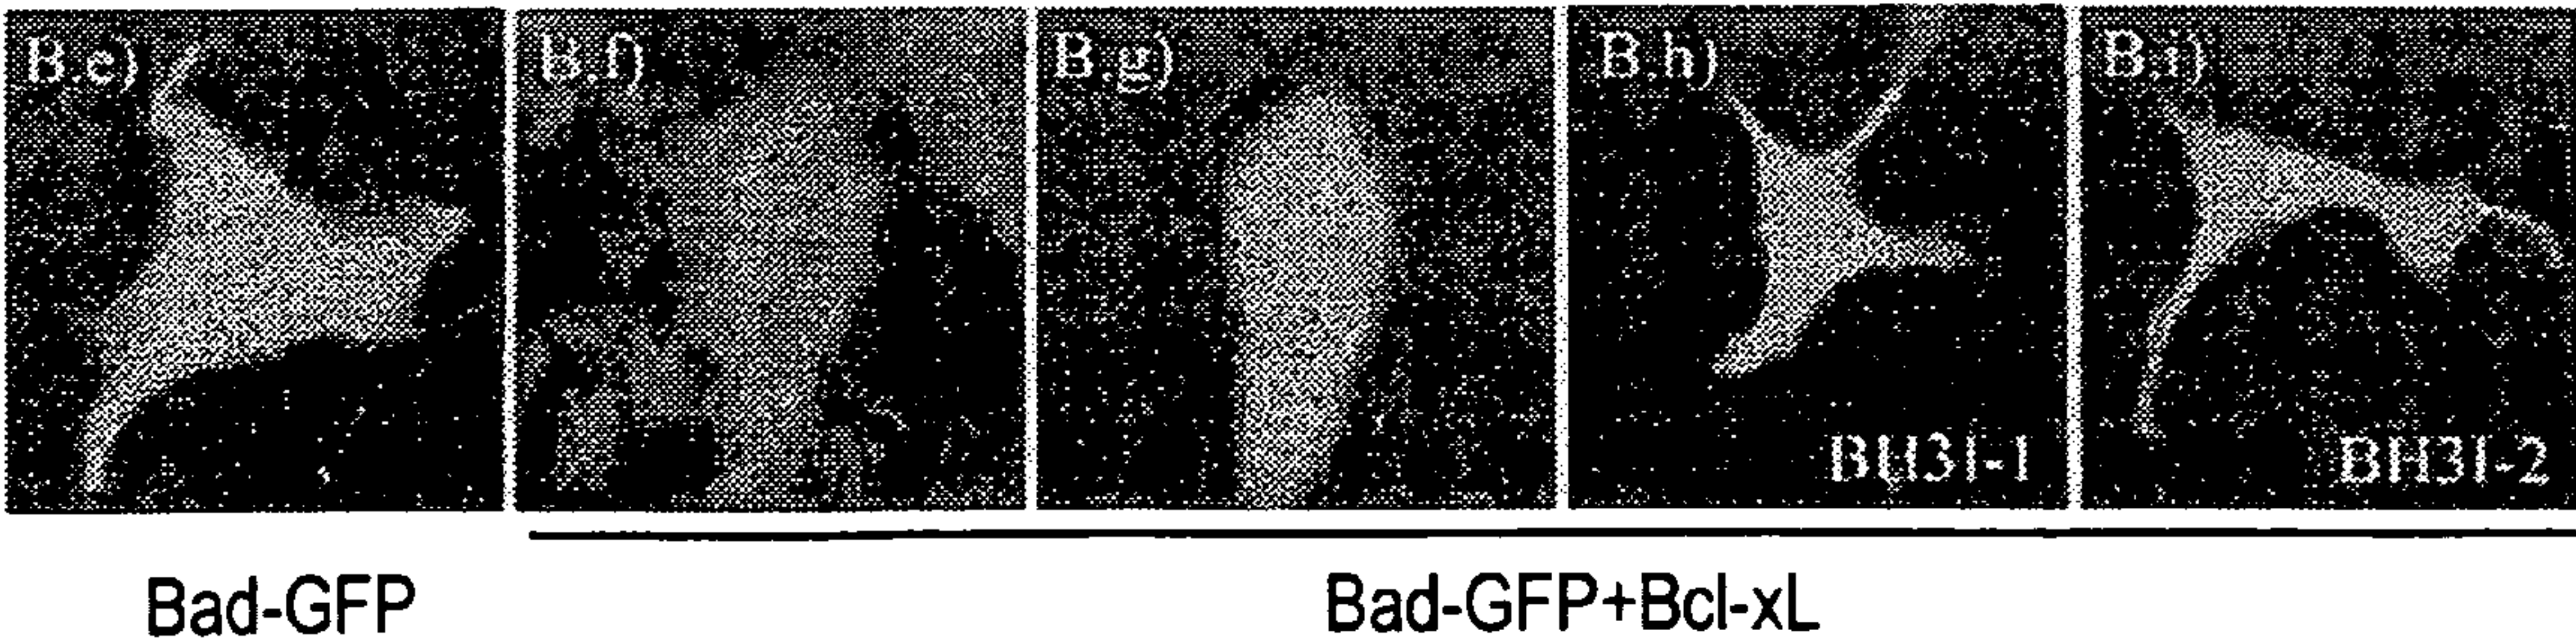 B.e)
B.f)
B.g)
B.h)
B.i)
BH3I-1
BH3I-2
Bad-GFP
Bad-GFP+Bcl-xL